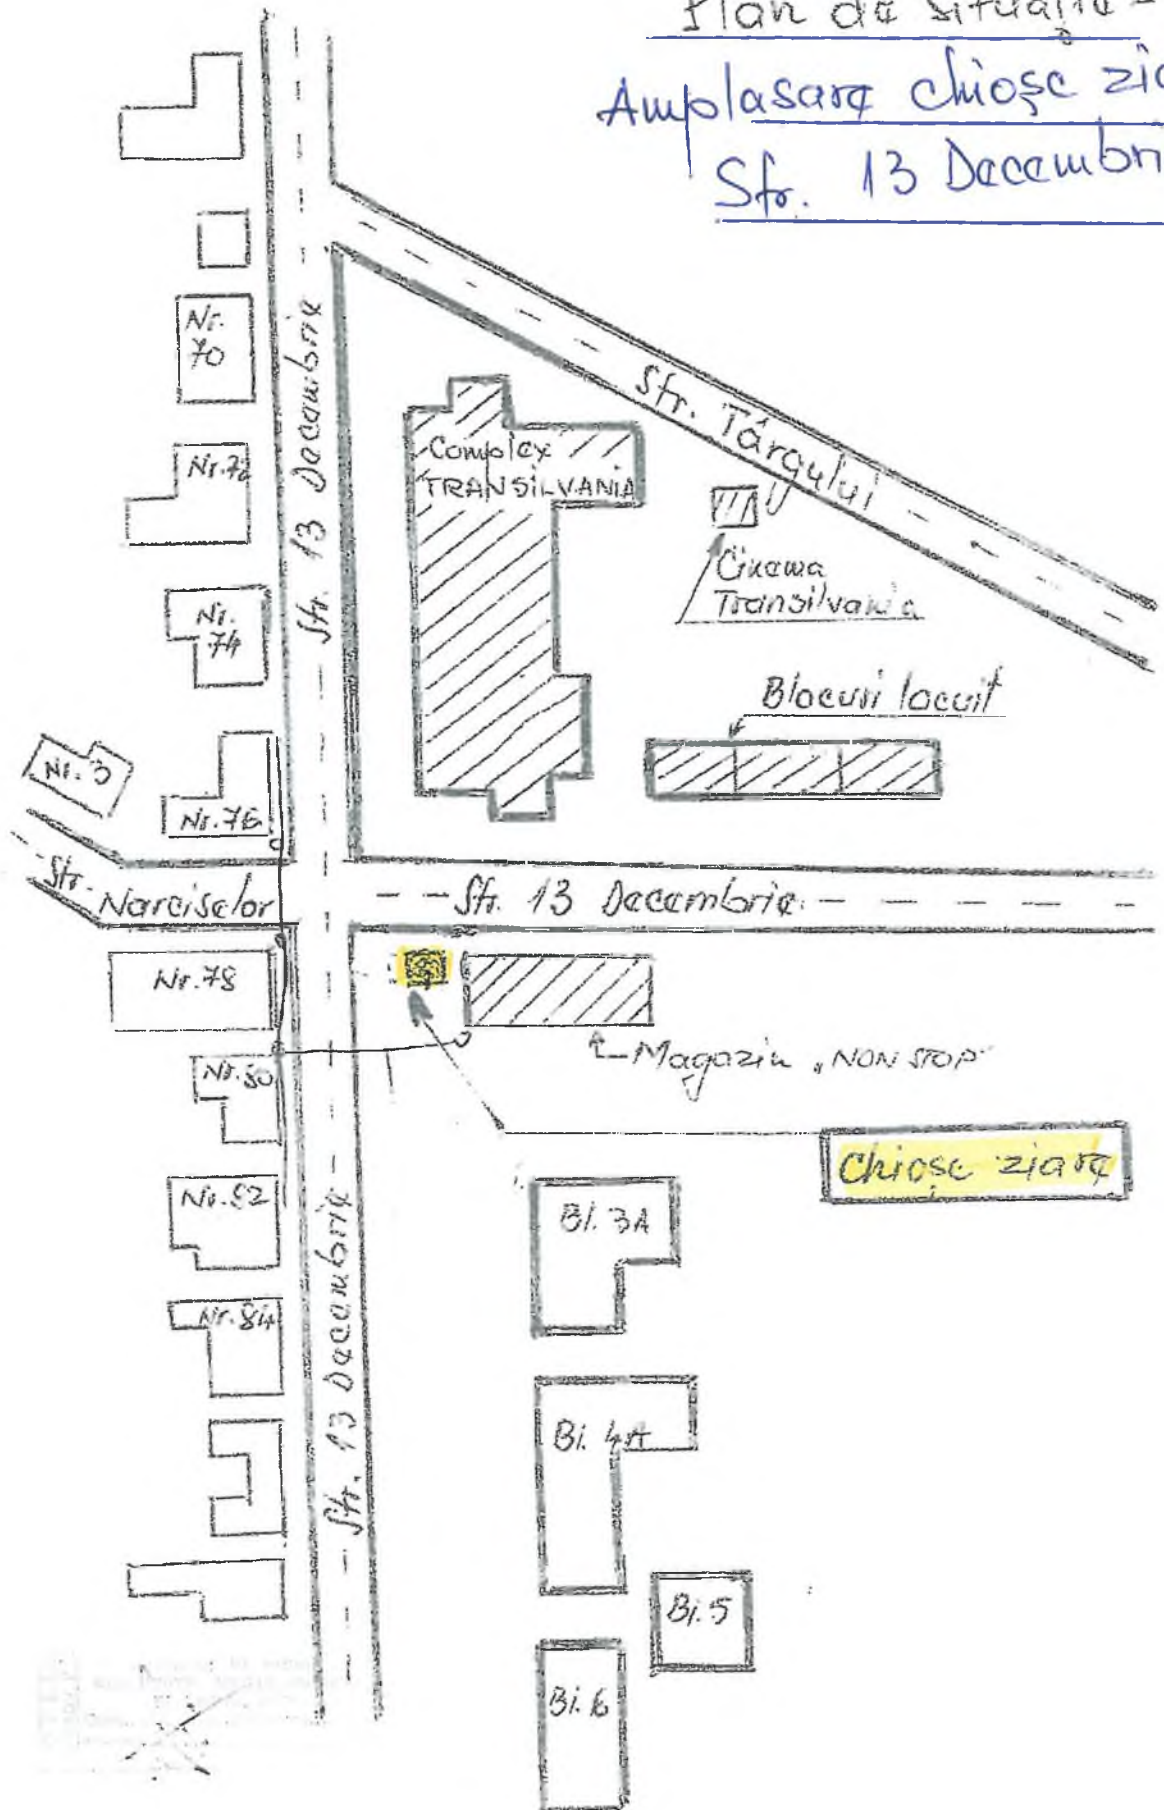 Plan de situație -
Amplasare chioșc
Str. 13 Decembrie
Nr.
70
Str. 13 Decembrie
Str. Târgului
Complex
TRANSILVANIA
Nr. 72
Cinema
Transilvania
Nr.
74
Blocuri locuit
Nr. 3
Nr. 76
Str. Narciselor
Str. 13 Decembrie
Nr. 78
Magazin „NON STOP"
Nr. 80
Chioșc ziare
Nr. 82
Bl. 3A
Str. 13 Decembrie
Nr. 84
Bl. 4A
Bl. 5
Bl. 6